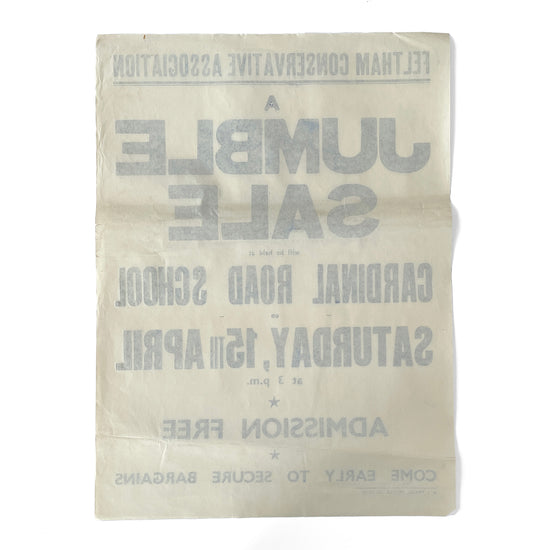 FELTHAM CONSERVATIVE ASSOCIATION
A
JUMBLE
SALE
will be held at
CARDINAL ROAD SCHOOL
on
SATURDAY, 15TH APRIL
at 3 p.m.
★
ADMISSION FREE
★
COME EARLY TO SECURE BARGAINS